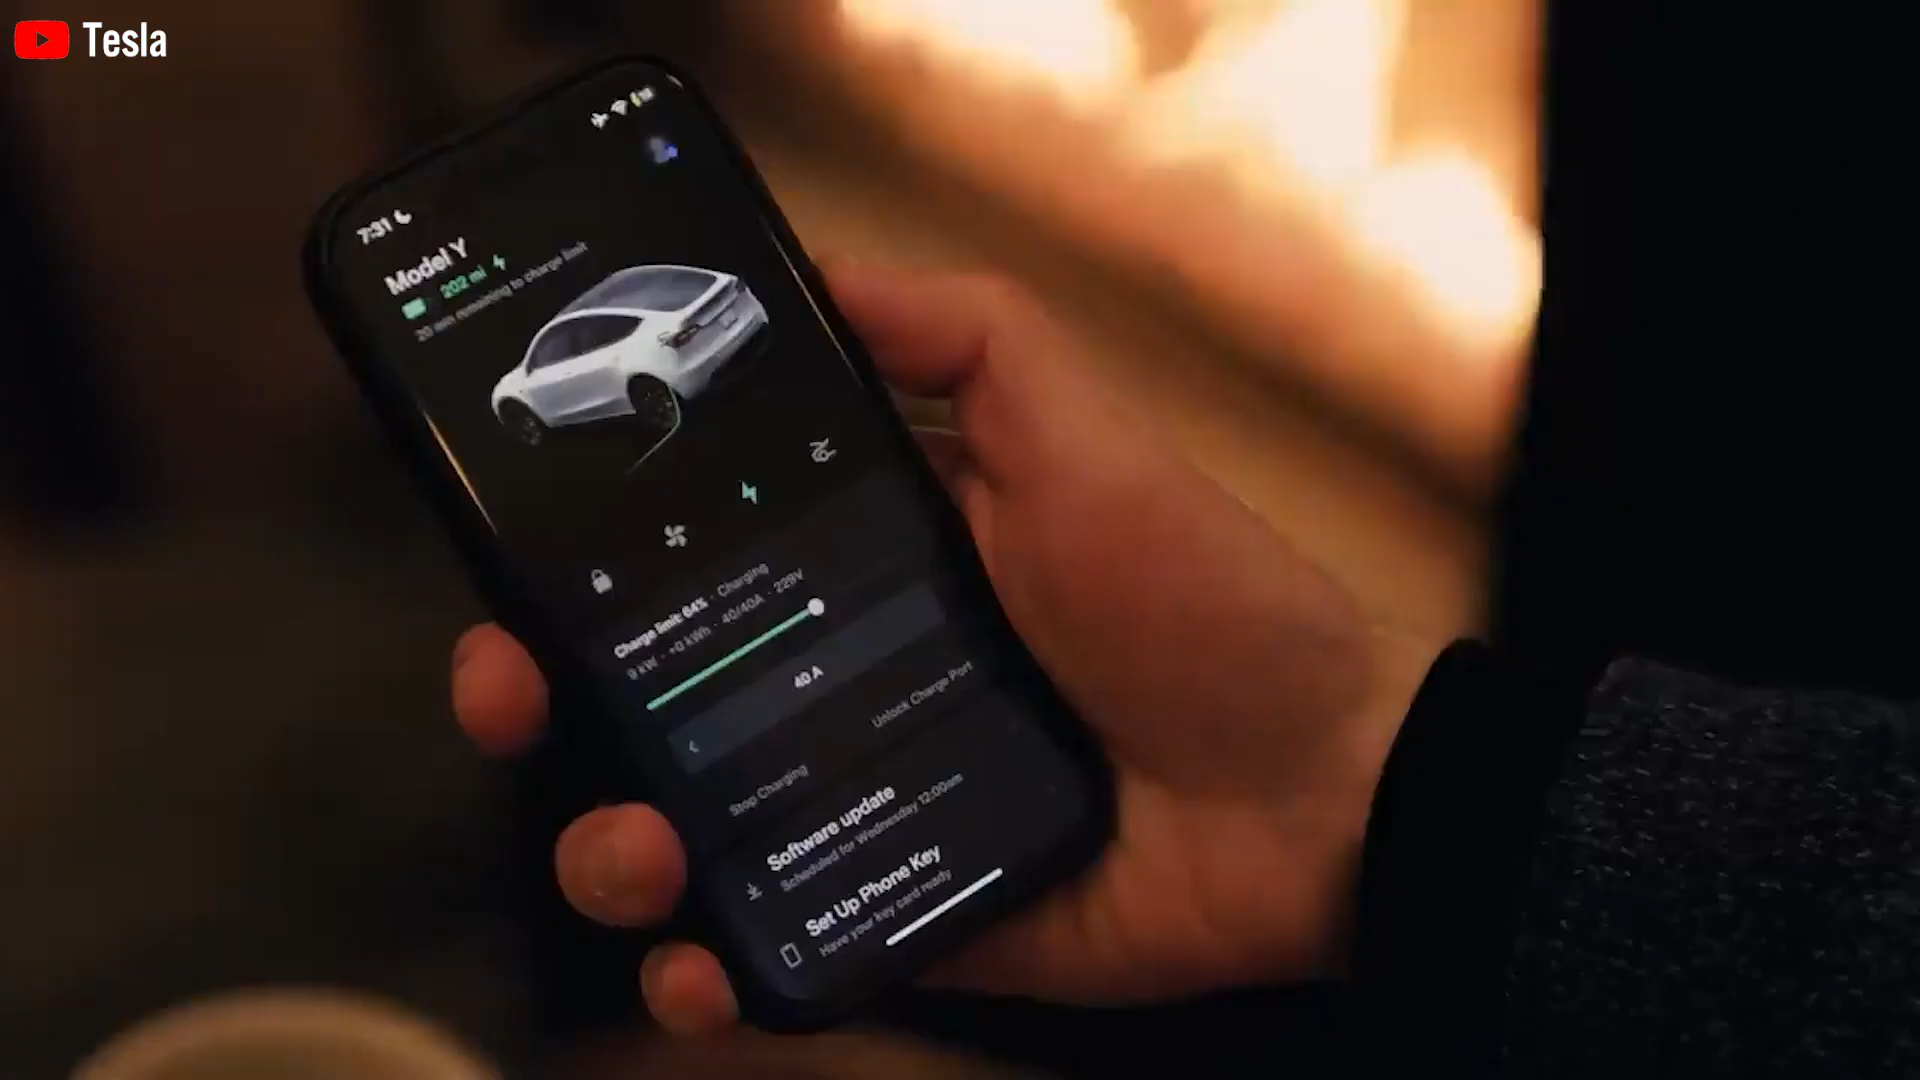 Tesla
7:31
Model Y
202 mi
20 min remaining to charge limit
Charge limit: 64% · Charging
9 kW · +0 kWh · 40/40A · 229V
40 A
Unlock Charge Port
Stop Charging
Software update
Scheduled for Wednesday 12:00am
Set Up Phone Key
Have your key card ready